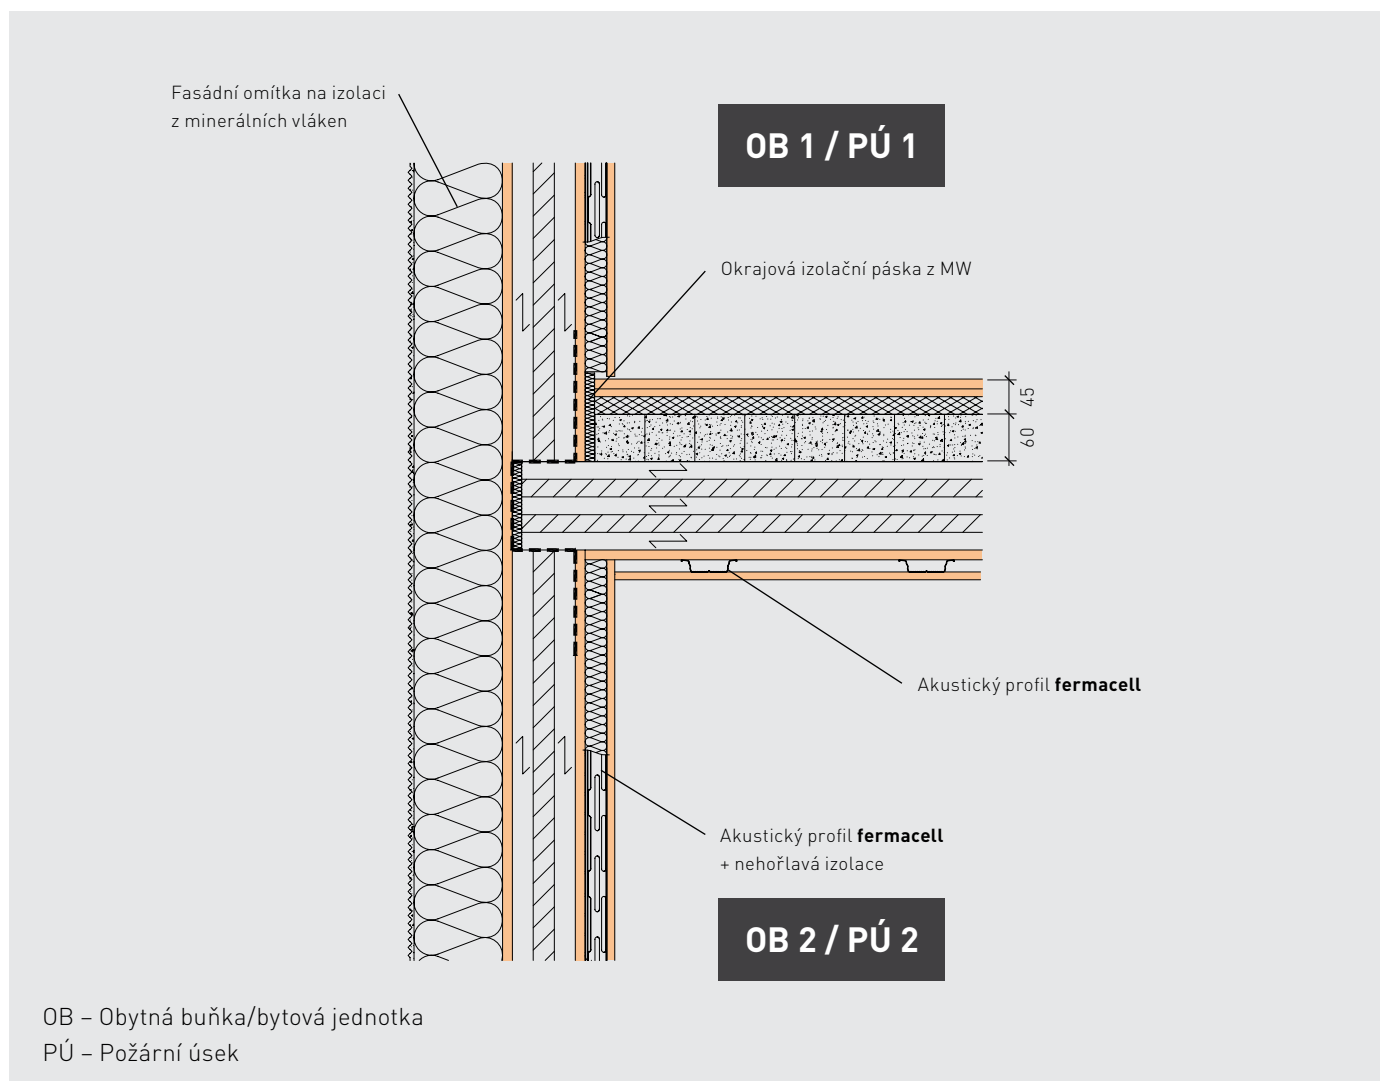 Fasádní omítka na izolaci
z minerálních vláken
OB 1 / PÚ 1
Okrajová izolační páska z MW
45
60
Akustický profil fermacell
Akustický profil fermacell
+ nehořlavá izolace
OB 2 / PÚ 2
OB – Obytná buňka/bytová jednotka
PÚ – Požární úsek